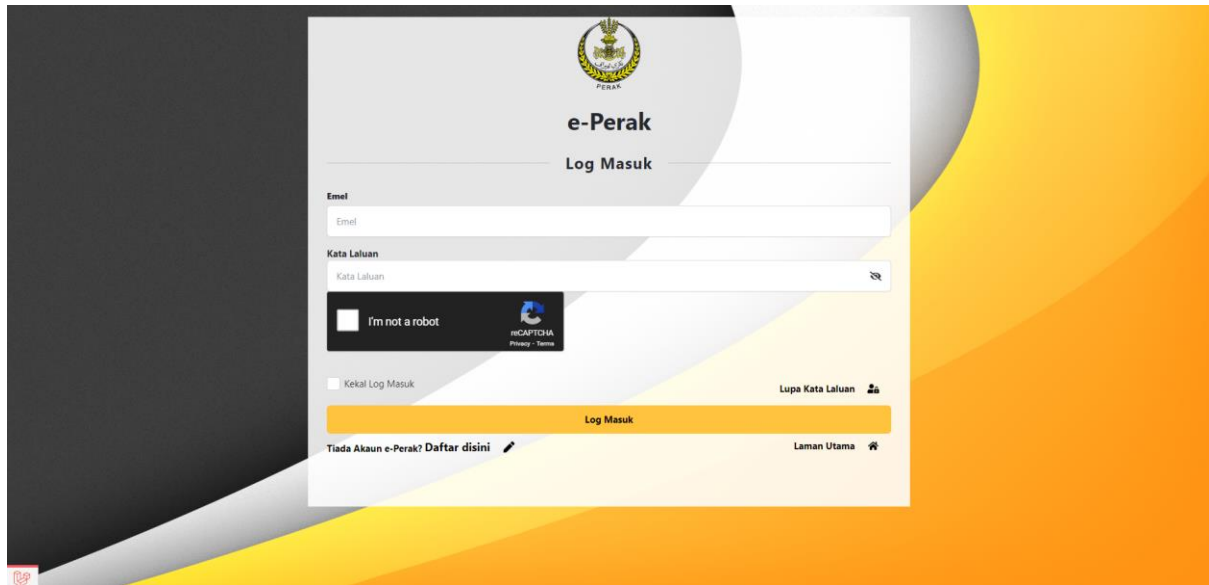 PERAK
e-Perak
Log Masuk
Emel
Emel
Kata Laluan
Kata Laluan
I'm not a robot
reCAPTCHA
Privacy - Terms
Kekal Log Masuk
Lupa Kata Laluan
Log Masuk
Tiada Akaun e-Perak? Daftar disini
Laman Utama